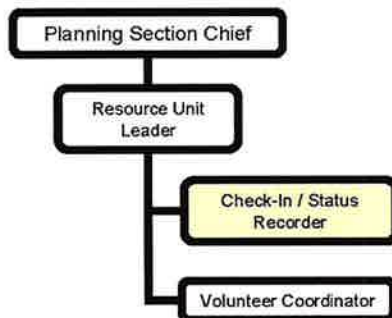 Planning Section Chief
Resource Unit
Leader
Check-In / Status
Recorder
Volunteer Coordinator